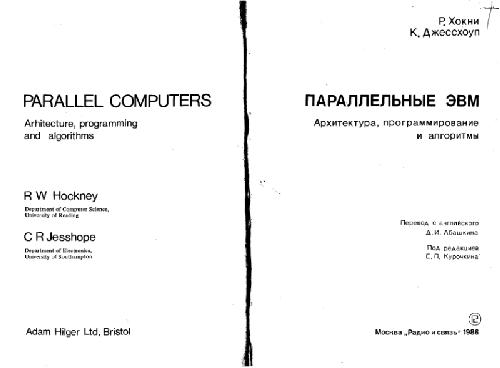 PARALLEL COMPUTERS
Arhitecture, programming
and algorithms
R W Hockney
Department of Computer Science,
University of Reading
C R Jesshope
Department of Electronics,
University of Southampton
Adam Hilger Ltd, Bristol
Р. Хокни
К. Джессхоуп
ПАРАЛЛЕЛЬНЫЕ ЭВМ
Архитектура, программирование
и алгоритмы
Перевод с английского
Д. И. Абашкина
Под редакцией
Е. П. Курочкина
Москва „Радио и связь" 1986